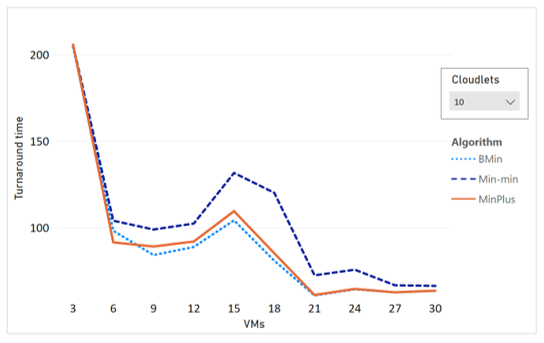 200
150
100
Turnaround time
3 6 9 12 15 18 21 24 27 30
VMs
Cloudlets
10
Algorithm
BMin
Min-min
MinPlus